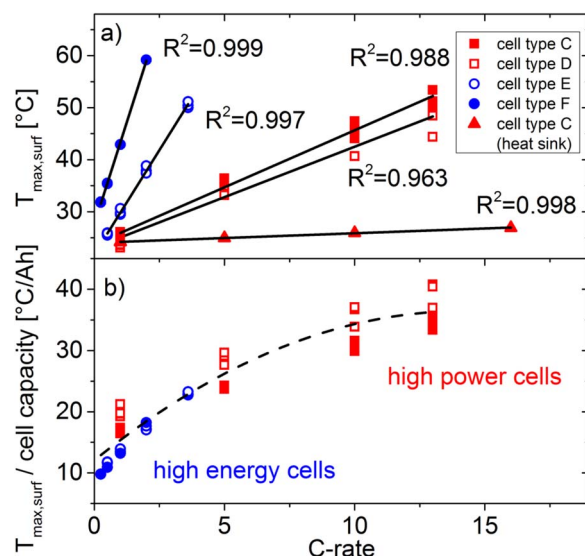 a)
R²=0.999
R²=0.997
R²=0.988
R²=0.963
R²=0.998
cell type C
cell type D
cell type E
cell type F
cell type C
(heat sink)
T max,surf [°C]
60
50
40
30
b)
high power cells
high energy cells
T max,surf / cell capacity [°C/Ah]
40
30
20
10
0 5 10 15
C-rate